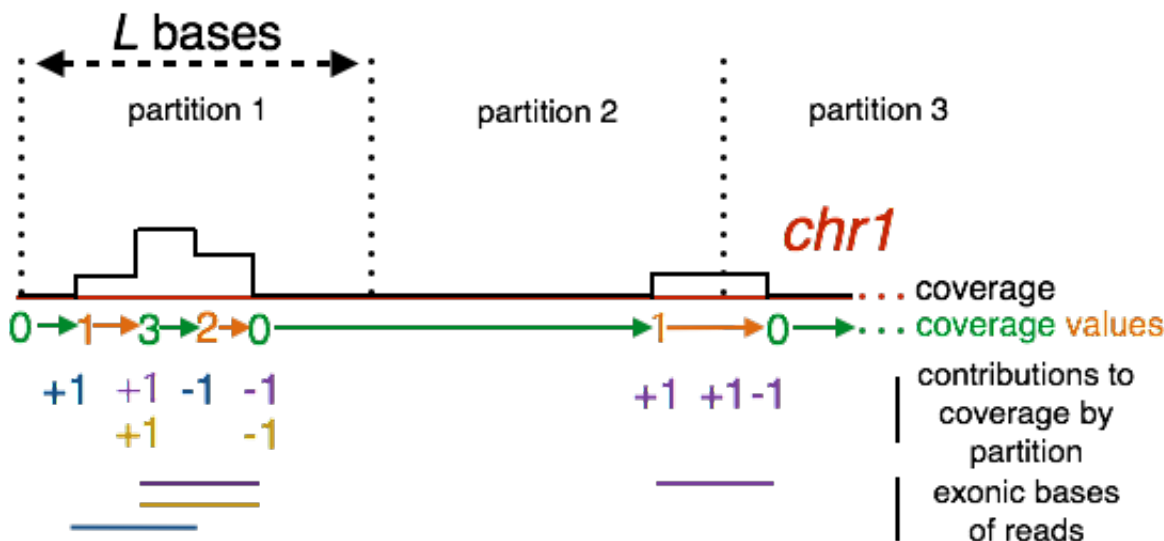 L bases
partition 1
partition 2
partition 3
chr1
... coverage
0 1 3 2 0 1 0 ... coverage values
+1 +1 -1 -1 +1 +1 -1
+1 -1
contributions to
coverage by
partition
exonic bases
of reads